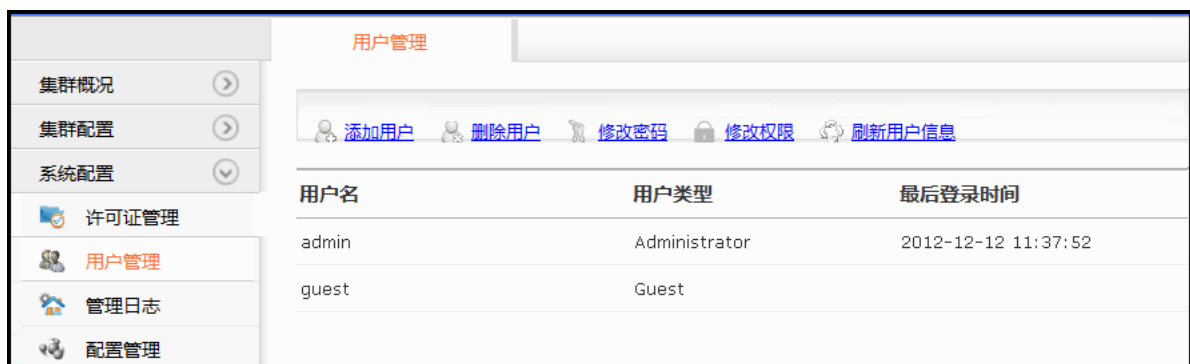 用户管理
集群概况
集群配置
系统配置
许可证管理
用户管理
管理日志
配置管理
添加用户 删除用户 修改密码 修改权限 刷新用户信息
用户名 用户类型 最后登录时间
admin Administrator 2012-12-12 11:37:52
guest Guest